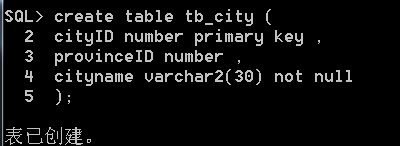 SQL> create table tb_city (
2 cityID number primary key ,
3 provinceID number ,
4 cityname varchar2(30) not null
5 );
表已创建。